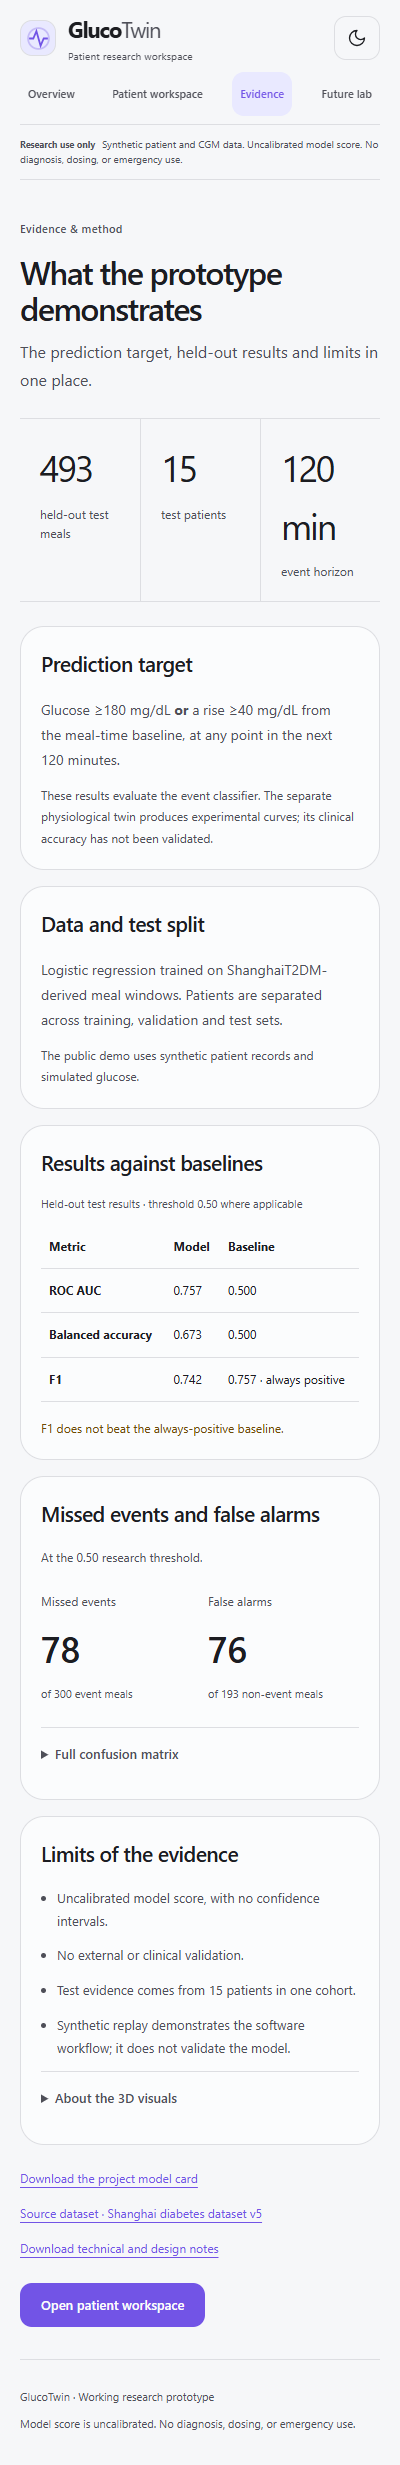 GlucoTwin
Patient research workspace
Overview Patient workspace Evidence Future lab
Research use only Synthetic patient and CGM data. Uncalibrated model score. No
diagnosis, dosing, or emergency use.
Evidence & method
What the prototype
demonstrates
The prediction target, held-out results and limits in
one place.
493
held-out test
meals
15
test patients
120
min
event horizon
Prediction target
Glucose ≥180 mg/dL or a rise ≥40 mg/dL from
the meal-time baseline, at any point in the next
120 minutes.
These results evaluate the event classifier. The separate
physiological twin produces experimental curves; its clinical
accuracy has not been validated.
Data and test split
Logistic regression trained on ShanghaiT2DM-
derived meal windows. Patients are separated
across training, validation and test sets.
The public demo uses synthetic patient records and
simulated glucose.
Results against baselines
Held-out test results · threshold 0.50 where applicable
Metric Model Baseline
ROC AUC 0.757 0.500
Balanced accuracy 0.673 0.500
F1 0.742 0.757 · always positive
F1 does not beat the always-positive baseline.
Missed events and false alarms
At the 0.50 research threshold.
Missed events
78
of 300 event meals
False alarms
76
of 193 non-event meals
Full confusion matrix
Limits of the evidence
Uncalibrated model score, with no confidence
intervals.
No external or clinical validation.
Test evidence comes from 15 patients in one cohort.
Synthetic replay demonstrates the software
workflow; it does not validate the model.
About the 3D visuals
Download the project model card
Source dataset · Shanghai diabetes dataset v5
Download technical and design notes
Open patient workspace
GlucoTwin · Working research prototype
Model score is uncalibrated. No diagnosis, dosing, or emergency use.